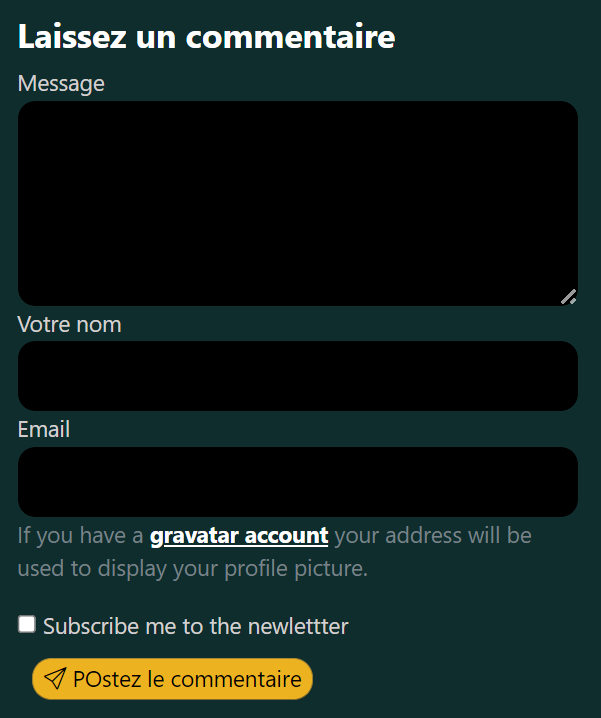 Laissez un commentaire
Message
Votre nom
Email
If you have a gravatar account your address will be
used to display your profile picture.
Subscribe me to the newlettter
POstez le commentaire